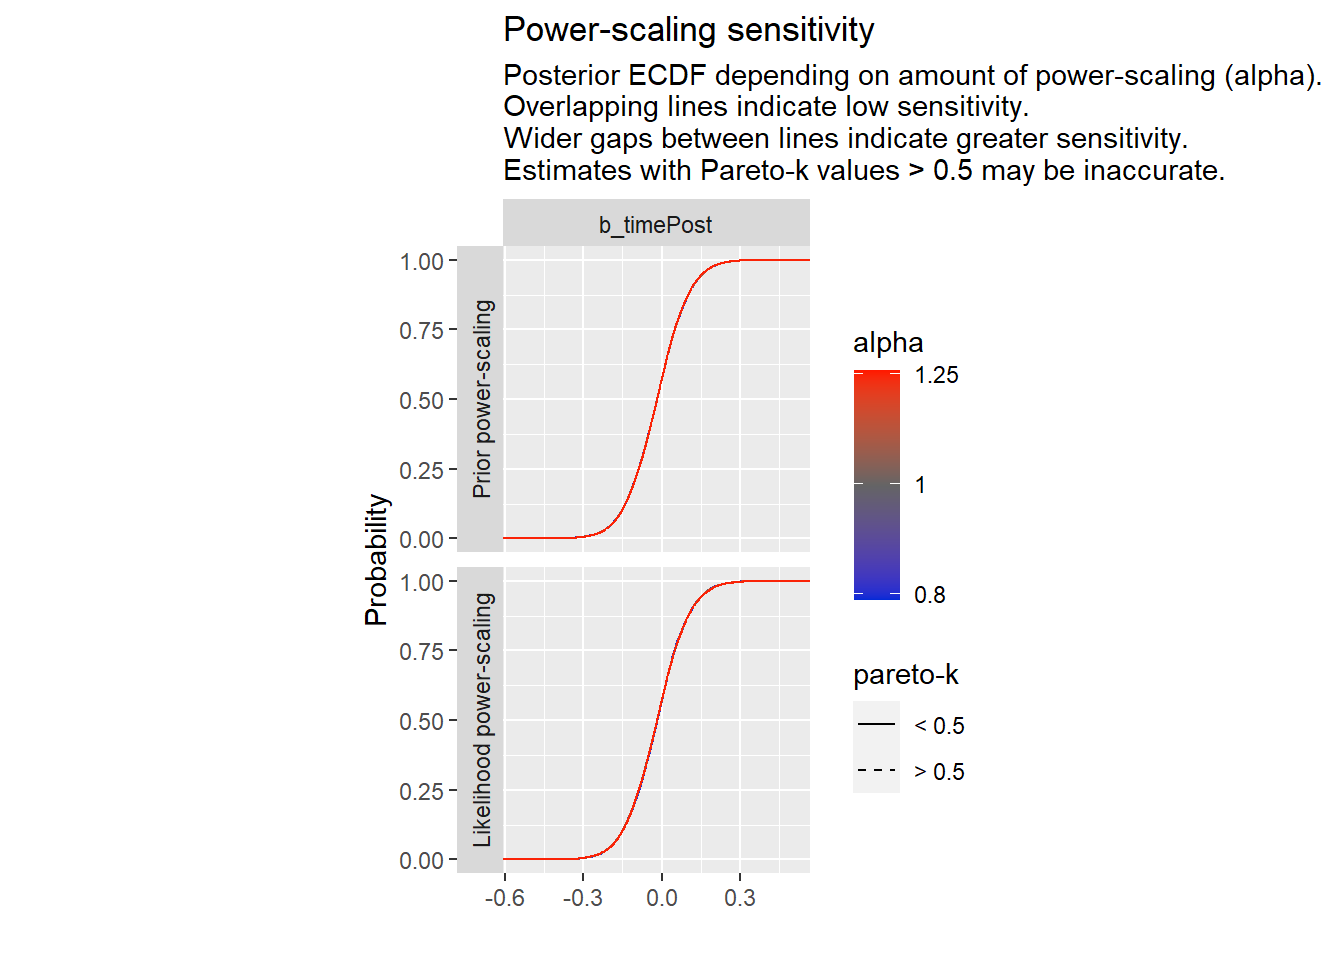 Power-scaling sensitivity
Posterior ECDF depending on amount of power-scaling (alpha).
Overlapping lines indicate low sensitivity.
Wider gaps between lines indicate greater sensitivity.
Estimates with Pareto-k values > 0.5 may be inaccurate.
b_timePost
Probability
Prior power-scaling
1.00
0.75
0.50
0.25
0.00
Likelihood power-scaling
1.00
0.75
0.50
0.25
0.00
-0.6 -0.3 0.0 0.3
alpha
1.25
1
0.8
pareto-k
< 0.5
> 0.5